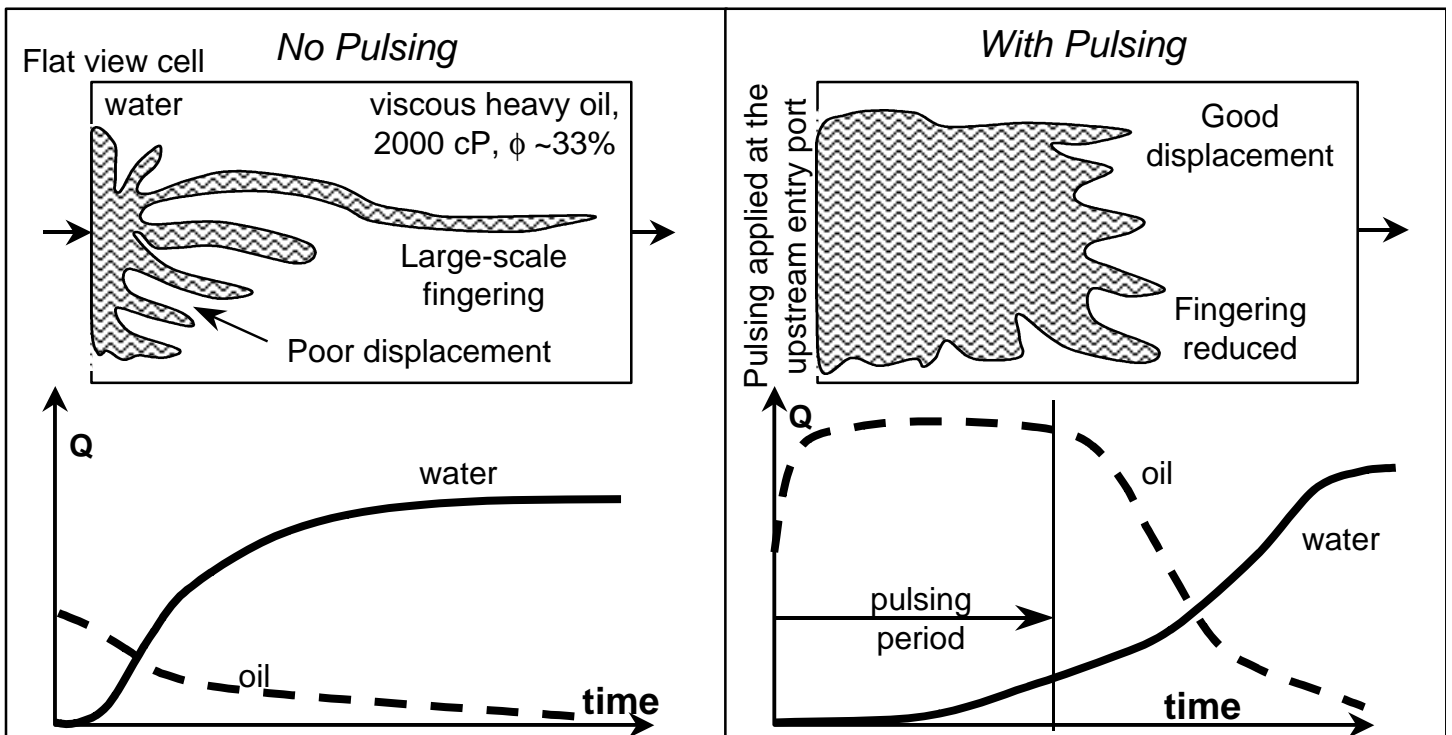 No Pulsing
Flat view cell
water
viscous heavy oil,
2000 cP, ϕ ~33%
Large-scale
fingering
Poor displacement
Q
water
oil
time
With Pulsing
Pulsing applied at the
upstream entry port
Good
displacement
Fingering
reduced
Q
oil
water
pulsing
period
time